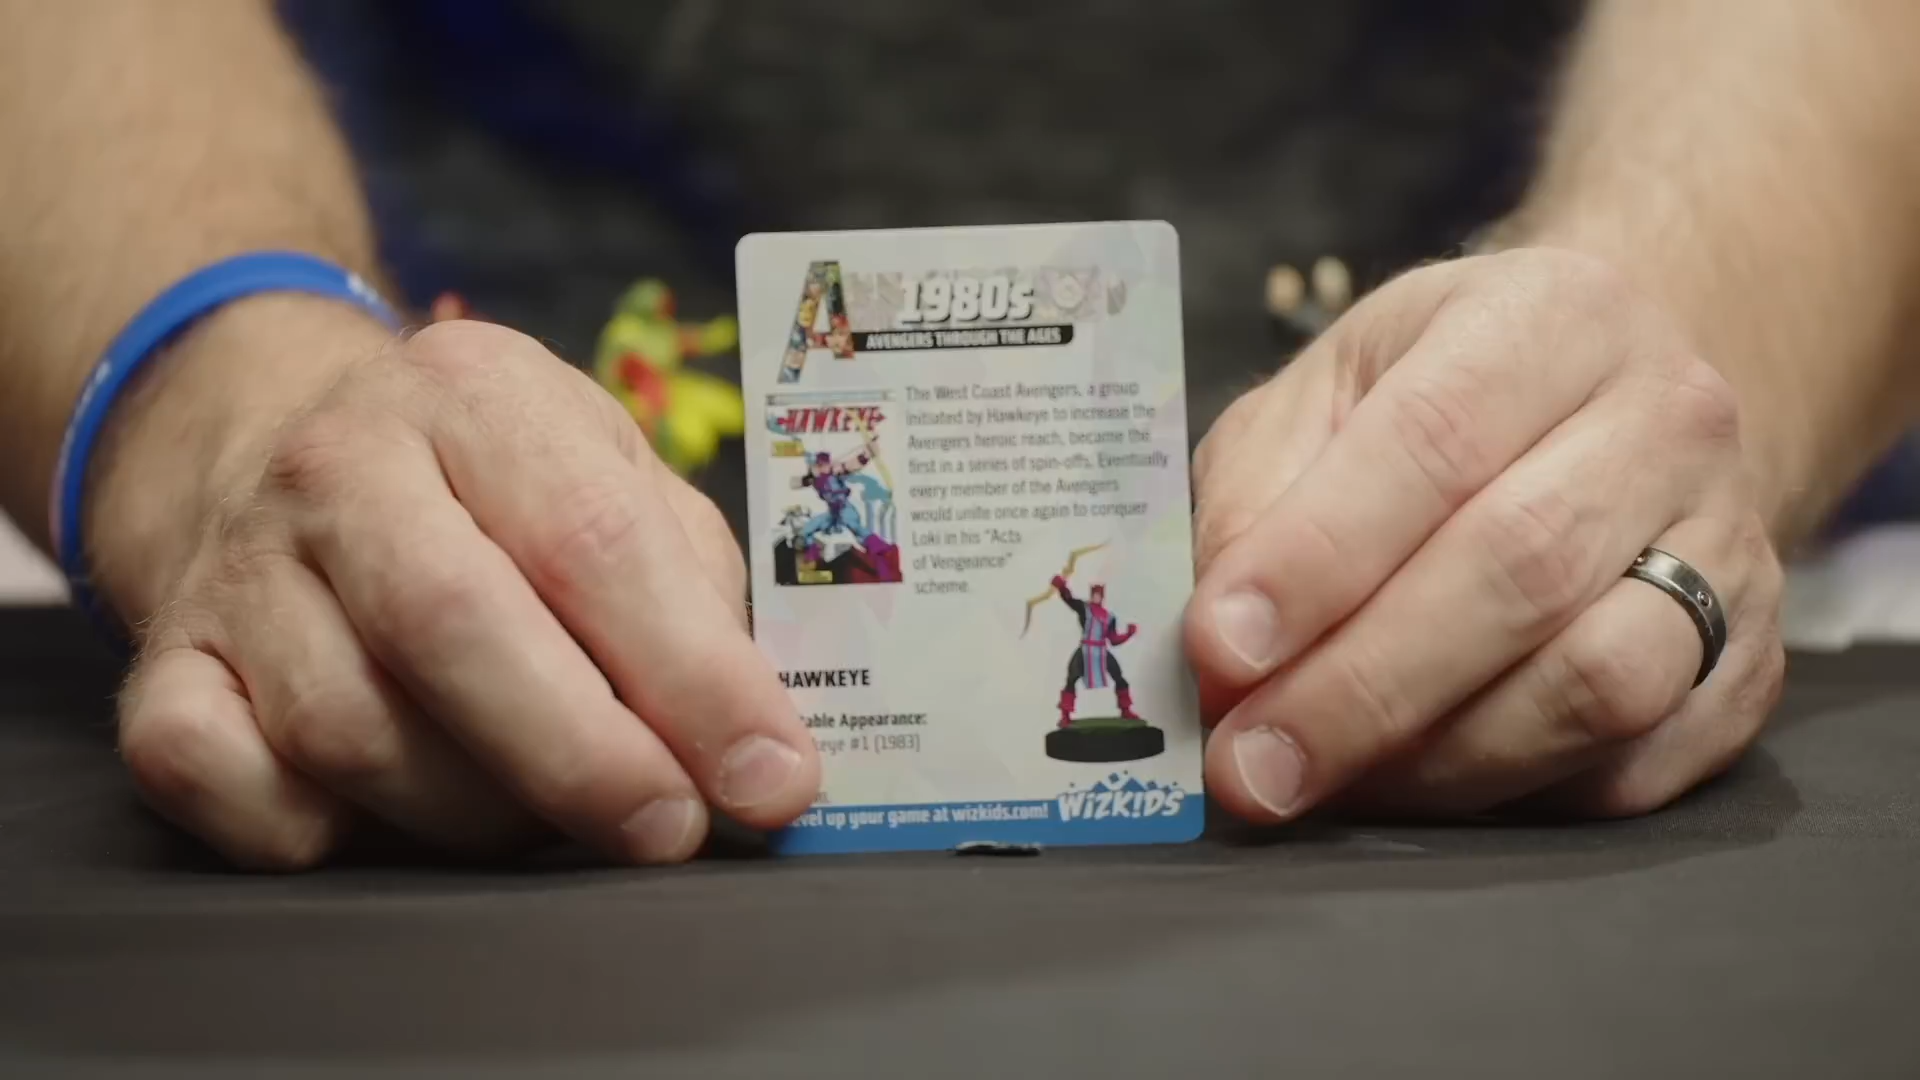 1980s
AVENGERS THROUGH THE AGES
HAWKEYE
The West Coast Avengers, a group
initiated by Hawkeye to increase the
Avengers heroic reach, became the
first in a series of spin-offs. Eventually
every member of the Avengers
would unite once again to conquer
Loki in his "Acts
of Vengeance"
scheme.
HAWKEYE
Appearance:
#1 (1983)
up your game at wizkids.com!
WIZKIDS